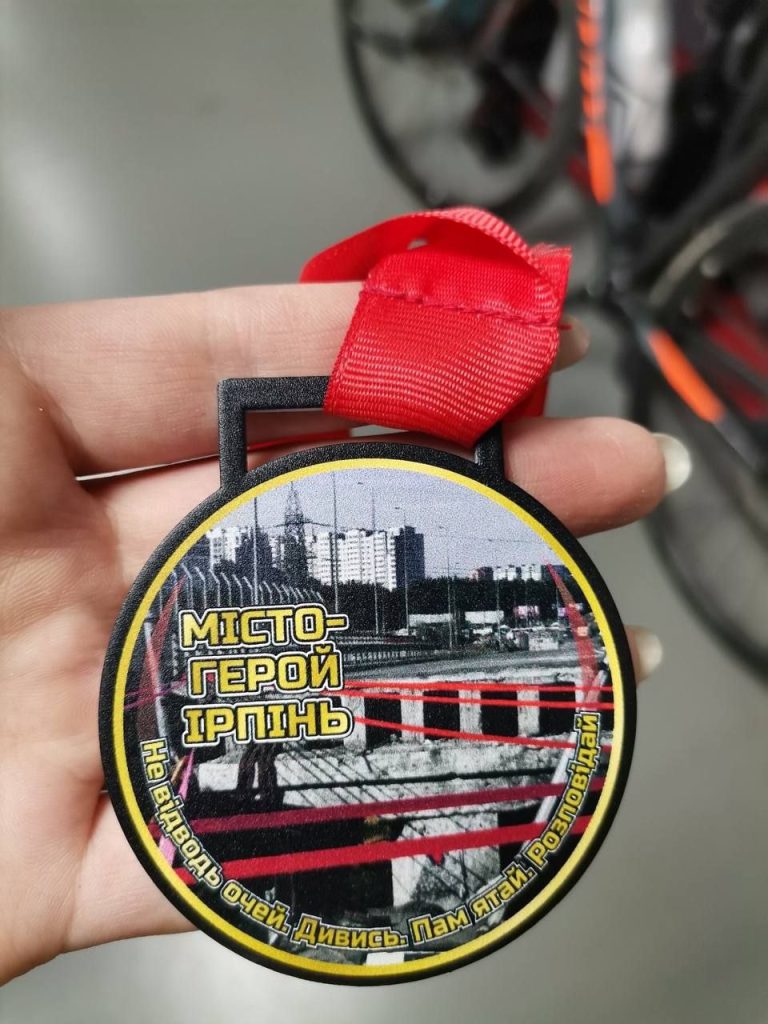 МІСТО-
ГЕРОЙ
ІРПІНЬ
Не відводь очей. Дивись. Пам ятай. Розповідай